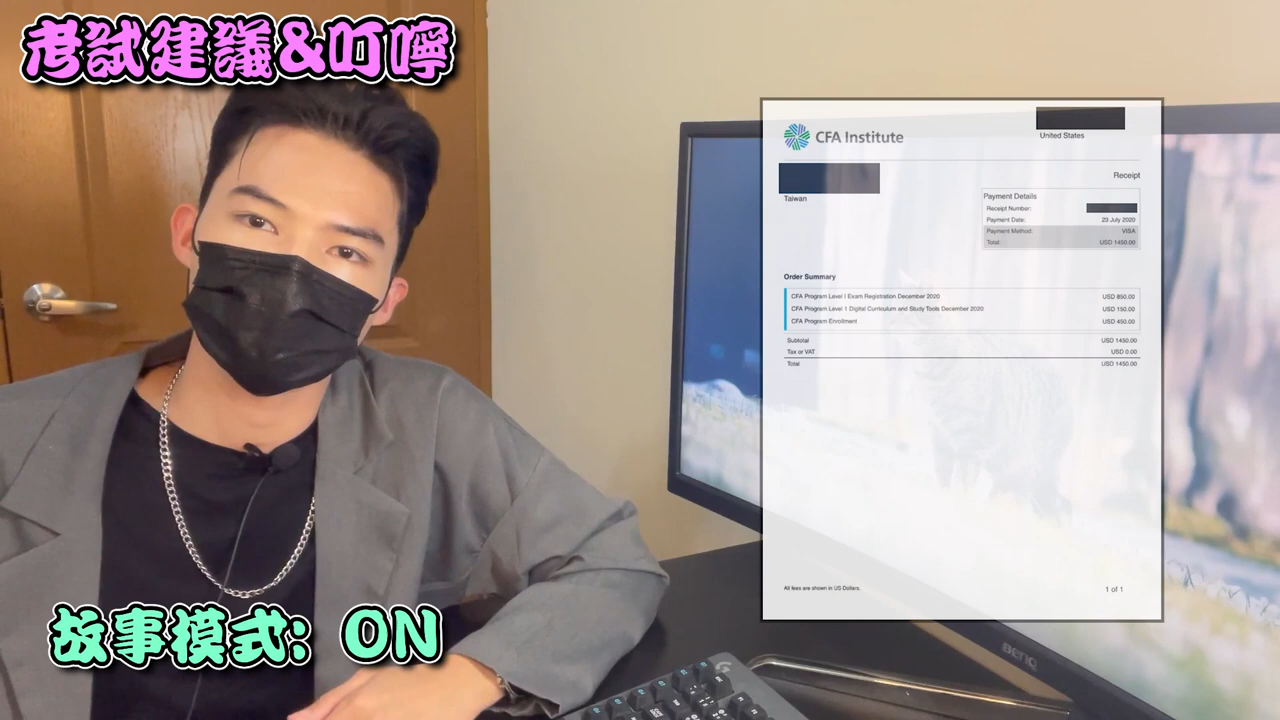 考試建議&叮嚀
CFA Institute
United States
Taiwan
Receipt
Payment Details
Receipt Number:
Payment Date: 23 July 2020
Payment Method: VISA
Total: USD 1450.00
Order Summary
CFA Program Level I Exam Registration December 2020 USD 850.00
CFA Program Level 1 Digital Curriculum and Study Tools December 2020 USD 150.00
CFA Program Enrollment USD 450.00
Subtotal USD 1450.00
Tax or VAT USD 0.00
Total USD 1450.00
All fees are shown in US Dollars.
1 of 1
故事模式: ON
BENQ